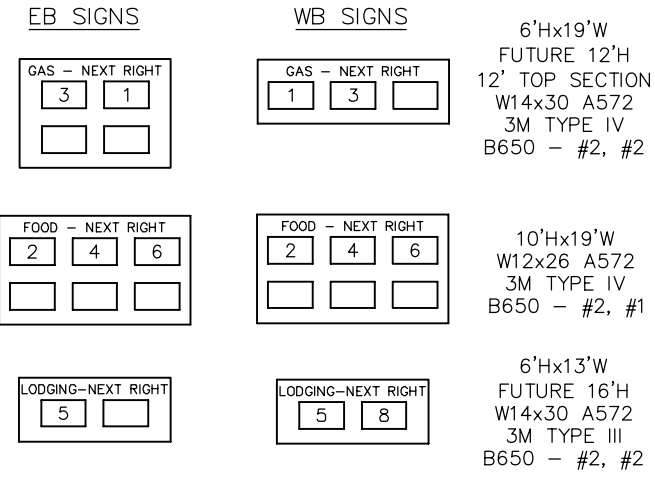 EB SIGNS
WB SIGNS
GAS – NEXT RIGHT
3 1
GAS – NEXT RIGHT
1 3
6'Hx19'W
FUTURE 12'H
12' TOP SECTION
W14x30 A572
3M TYPE IV
B650 – #2, #2
FOOD – NEXT RIGHT
2 4 6
FOOD – NEXT RIGHT
2 4 6
10'Hx19'W
W12x26 A572
3M TYPE IV
B650 – #2, #1
LODGING–NEXT RIGHT
5
LODGING–NEXT RIGHT
5 8
6'Hx13'W
FUTURE 16'H
W14x30 A572
3M TYPE III
B650 – #2, #2